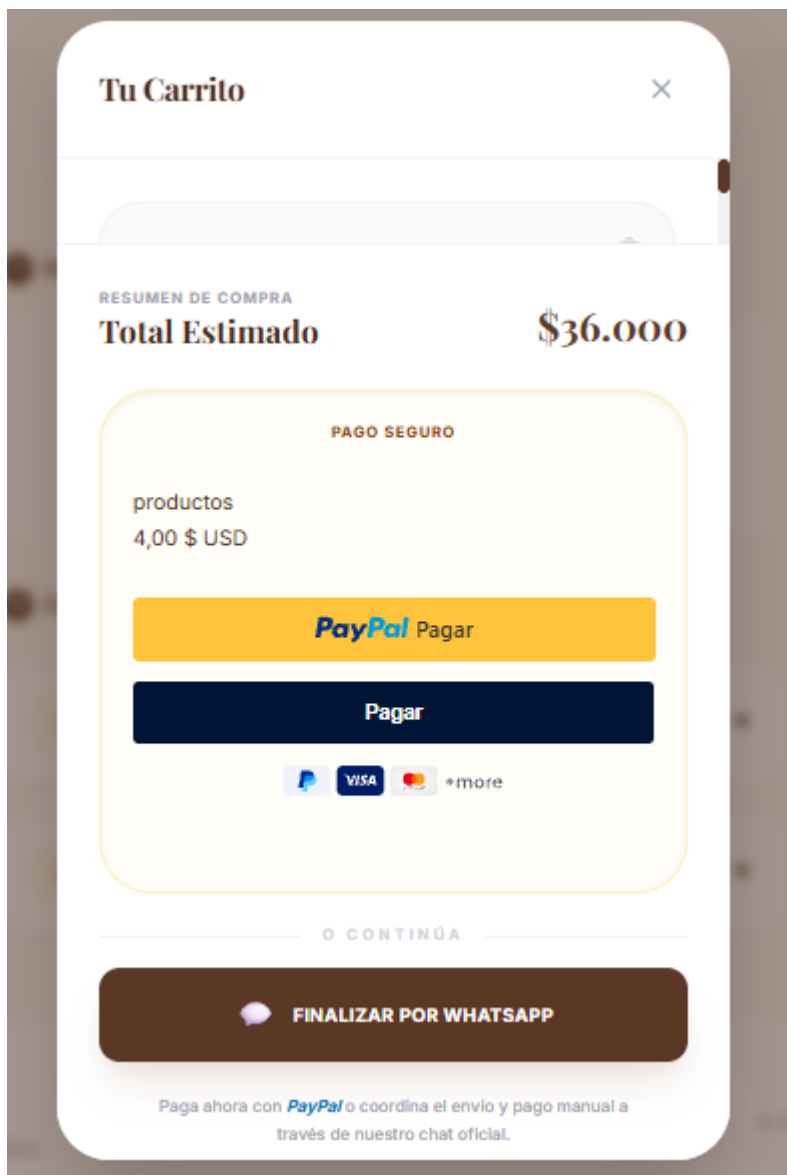 Tu Carrito
RESUMEN DE COMPRA
Total Estimado
$36.000
PAGO SEGURO
productos
4,00 $ USD
PayPal Pagar
Pagar
VISA
+more
O CONTINÚA
FINALIZAR POR WHATSAPP
Paga ahora con PayPal o coordina el envío y pago manual a
través de nuestro chat oficial.